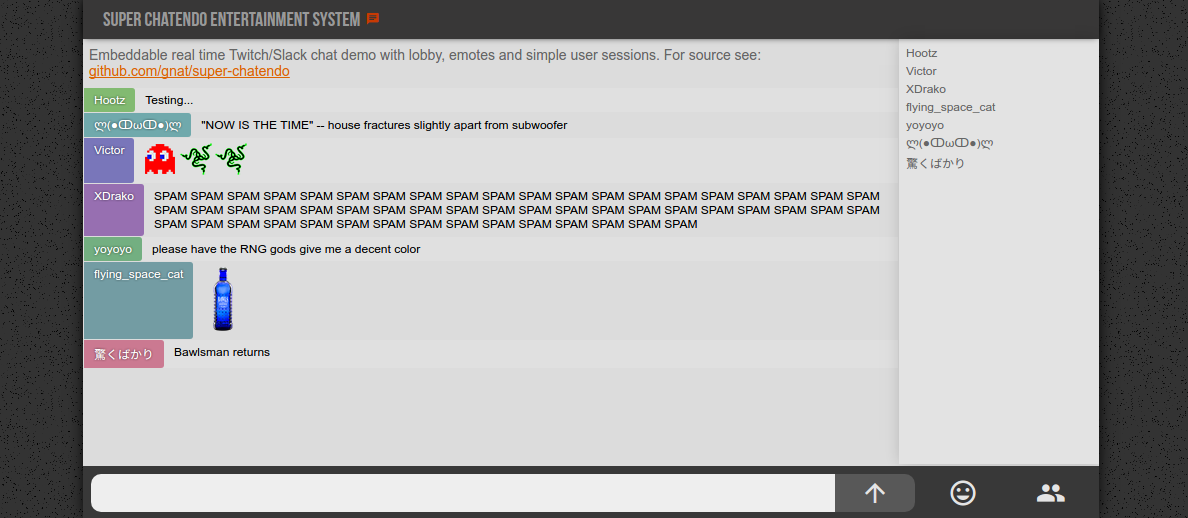 SUPER CHATENDO ENTERTAINMENT SYSTEM
Embeddable real time Twitch/Slack chat demo with lobby, emotes and simple user sessions. For source see:
github.com/gnat/super-chatendo
Hootz Testing...
ლ(●ↀωↀ●)ლ "NOW IS THE TIME" -- house fractures slightly apart from subwoofer
Victor
XDrako SPAM SPAM SPAM SPAM SPAM SPAM SPAM SPAM SPAM SPAM SPAM SPAM SPAM SPAM SPAM SPAM SPAM SPAM SPAM SPAM
SPAM SPAM SPAM SPAM SPAM SPAM SPAM SPAM SPAM SPAM SPAM SPAM SPAM SPAM SPAM SPAM SPAM SPAM SPAM SPAM
SPAM SPAM SPAM SPAM SPAM SPAM SPAM SPAM SPAM SPAM SPAM SPAM SPAM SPAM SPAM
yoyoyo please have the RNG gods give me a decent color
flying_space_cat
驚くばかり Bawlsman returns
Hootz
Victor
XDrako
flying_space_cat
yoyoyo
ლ(●ↀωↀ●)ლ
驚くばかり